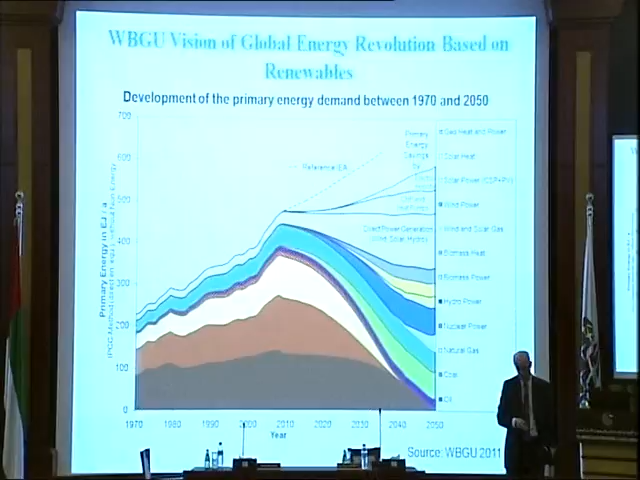 WBGU Vision of Global Energy Revolution Based on
Renewables
Development of the primary energy demand between 1970 and 2050
700
600
500
400
300
200
100
0
Primary Energy in EJ / a
1970
1980
1990
2000
2010
2020
2030
2040
2050
Year
Reference IEA
Primary
Energy
Savings
by
Direct Power Generation
Wind, Solar, Hydro
Geo Heat and Power
Solar Heat
Solar Power (CSP+PV)
Wind Power
Wind and Solar Gas
Biomass Heat
Biomass Power
Hydro Power
Nuclear Power
Natural Gas
Coal
Oil
Source: WBGU 2011